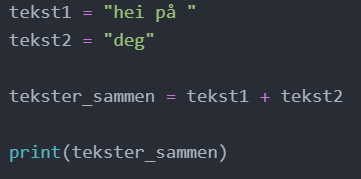 tekst1 = "hei på "
tekst2 = "deg"
tekster_sammen = tekst1 + tekst2
print(tekster_sammen)